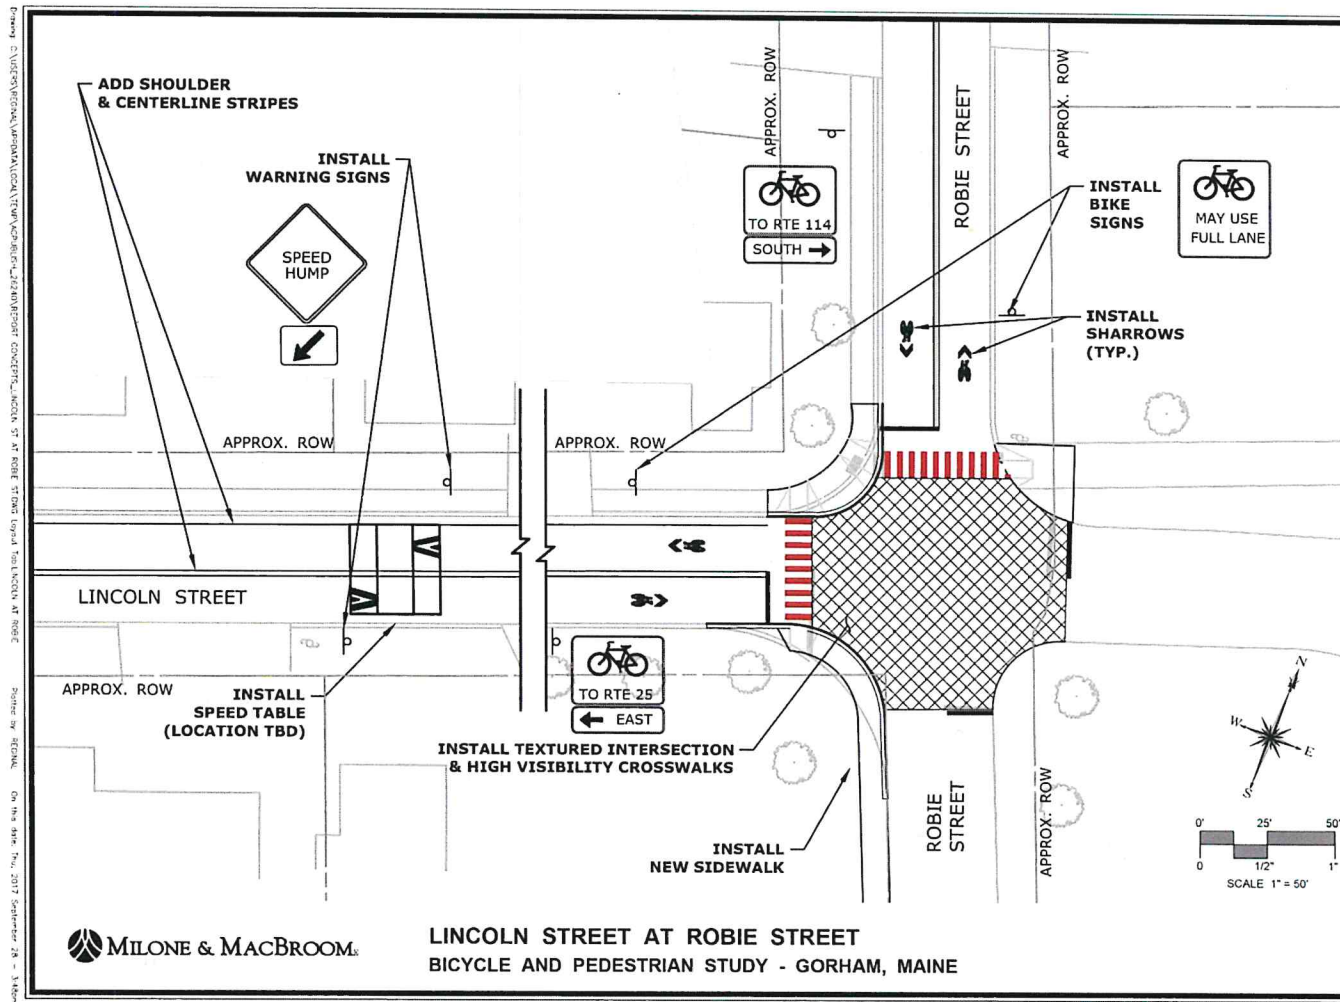 ADD SHOULDER
& CENTERLINE STRIPES
INSTALL
WARNING SIGNS
SPEED
HUMP
APPROX. ROW
TO RTE 114
SOUTH
ROBIE STREET
APPROX. ROW
INSTALL
BIKE
SIGNS
MAY USE
FULL LANE
INSTALL
SHARROWS
(TYP.)
APPROX. ROW
APPROX. ROW
LINCOLN STREET
APPROX. ROW
INSTALL
SPEED TABLE
(LOCATION TBD)
TO RTE 25
EAST
INSTALL TEXTURED INTERSECTION
& HIGH VISIBILITY CROSSWALKS
INSTALL
NEW SIDEWALK
ROBIE
STREET
APPROX. ROW
N
W
E
S
0' 25' 50'
0 1/2" 1"
SCALE 1" = 50'
MILONE & MACBROOM
LINCOLN STREET AT ROBIE STREET
BICYCLE AND PEDESTRIAN STUDY - GORHAM, MAINE